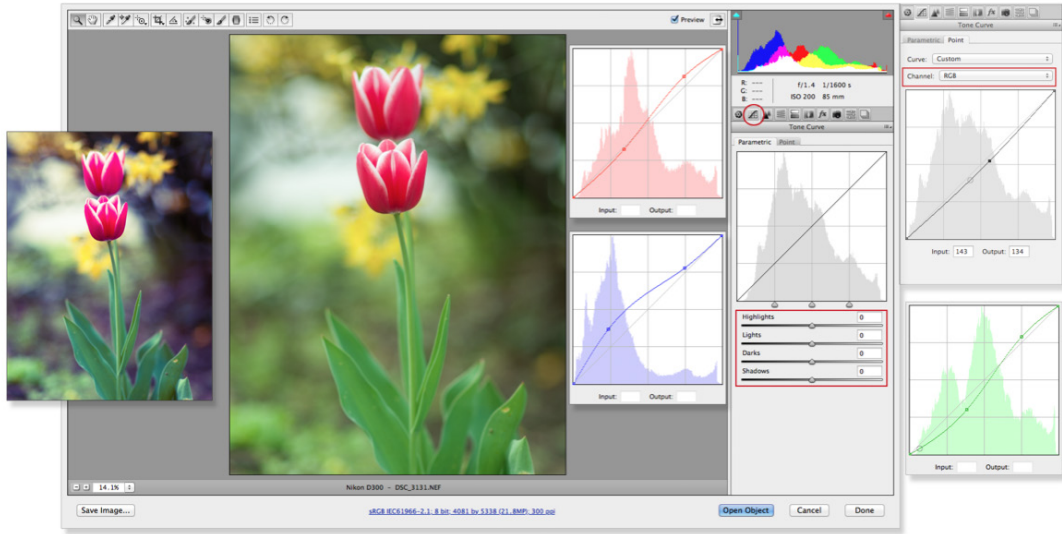 Preview
R: ---
G: ---
B: ---
f/1.4 1/1600 s
ISO 200 85 mm
Tone Curve
Parametric Point
Highlights 0
Lights 0
Darks 0
Shadows 0
Input: Output:
Input: Output:
Tone Curve
Parametric Point
Curve: Custom
Channel: RGB
Input: 143 Output: 134
Input: Output:
14.1%
Nikon D300 - DSC_3131.NEF
Save Image...
sRGB IEC61966-2.1; 8 bit; 4081 by 5338 (21.8MP); 300 ppi
Open Object
Cancel
Done